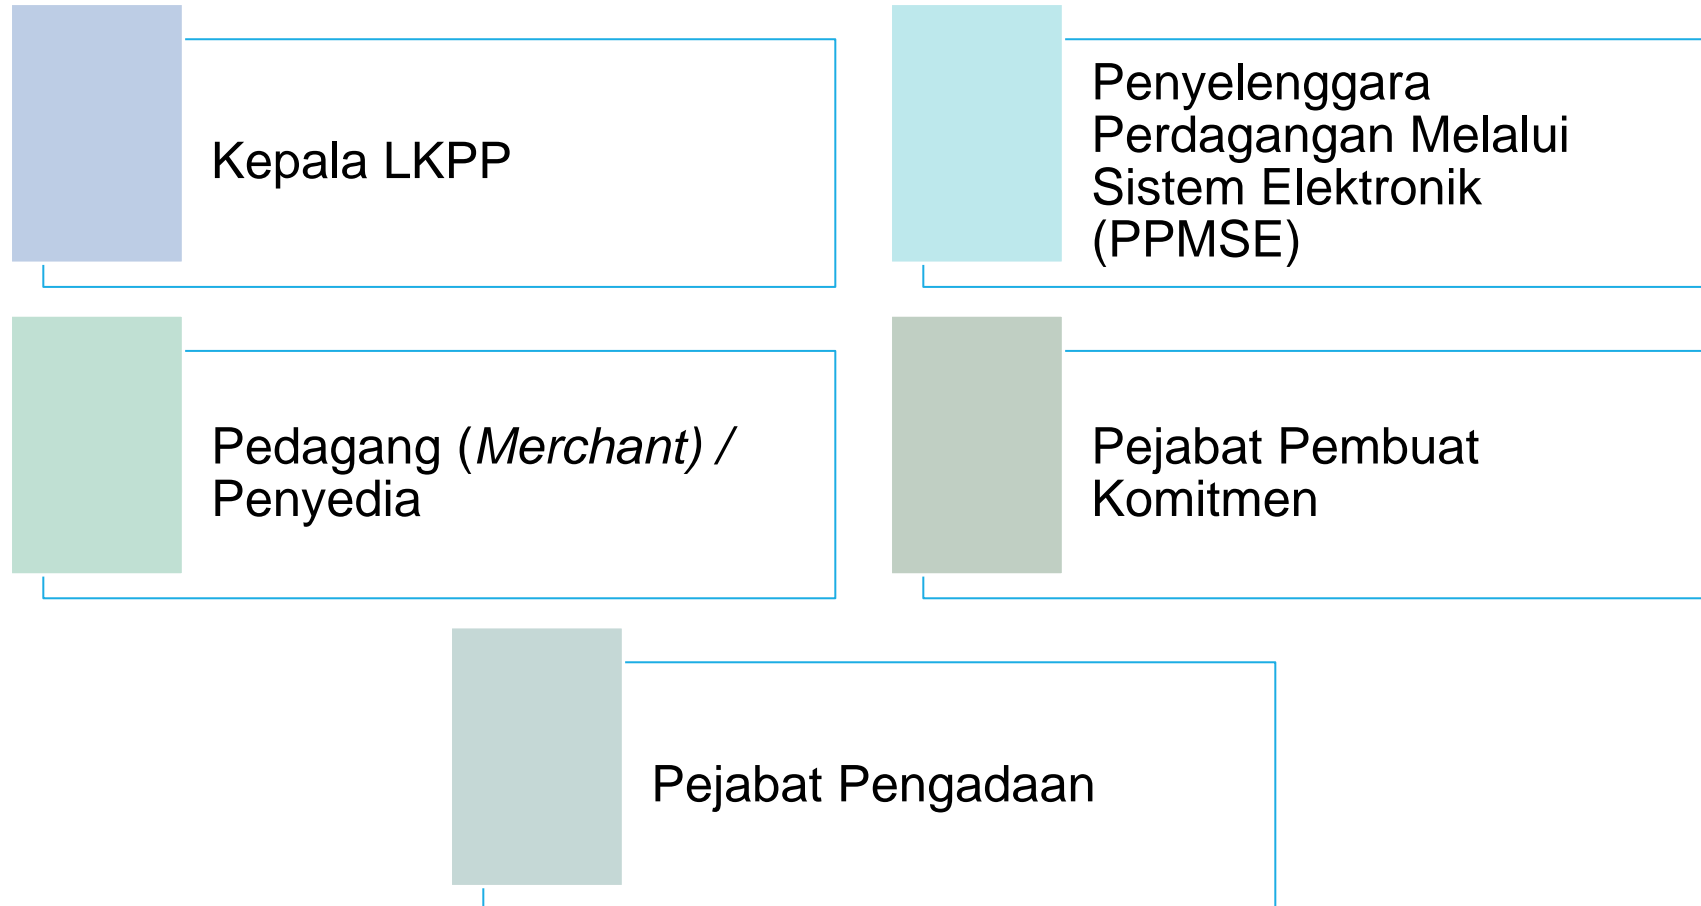 Kepala LKPP
Penyelenggara
Perdagangan Melalui
Sistem Elektronik
(PPMSE)
Pedagang (Merchant) /
Penyedia
Pejabat Pembuat
Komitmen
Pejabat Pengadaan